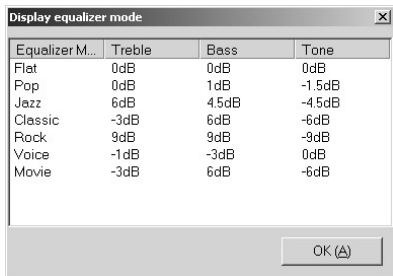 Display equalizer mode
Equalizer M... Treble Bass Tone
Flat 0dB 0dB 0dB
Pop 0dB 1dB -1.5dB
Jazz 6dB 4.5dB -4.5dB
Classic -3dB 6dB -6dB
Rock 9dB 9dB -9dB
Voice -1dB -3dB 0dB
Movie -3dB 6dB -6dB
OK (A)